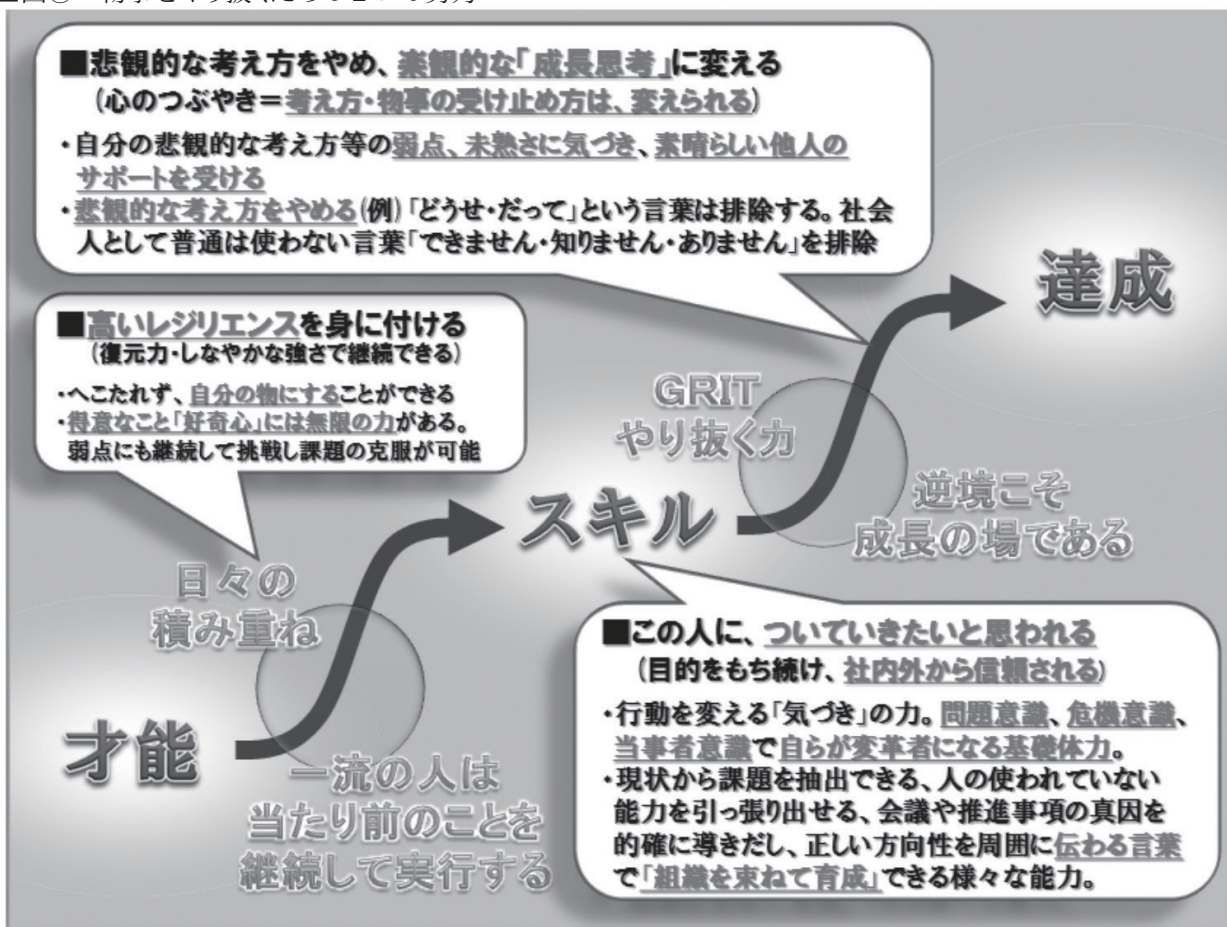 ■悲観的な考え方をやめ、楽観的な「成長思考」に変える
(心のつぶやき=考え方・物事の受け止め方は、変えられる)
・自分の悲観的な考え方等の弱点、未熟さに気づき、素晴らしい他人の
サポートを受ける
・悲観的な考え方をやめる(例)「どうせ・だって」という言葉は排除する。社会
人として普通は使わない言葉「できません・知りません・ありません」を排除
達成
■高いレジリエンスを身に付ける
(復元力・しなやかな強さで継続できる)
・へこたれず、自分の物にすることができる
・得意なこと「好奇心」には無限の力がある。
弱点にも継続して挑戦し課題の克服が可能
GRIT
やり抜く力
逆境こそ
成長の場である
スキル
日々の
積み重ね
■この人に、ついていきたいと思われる
(目的をもち続け、社内外から信頼される)
・行動を変える「気づき」の力。問題意識、危機意識、
当事者意識で自らが変革者になる基礎体力。
・現状から課題を抽出できる、人の使われていない
能力を引っ張り出せる、会議や推進事項の真因を
的確に導きだし、正しい方向性を周囲に伝わる言葉
で「組織を束ねて育成」できる様々な能力。
才能
一流の人は
当たり前のことを
継続して実行する